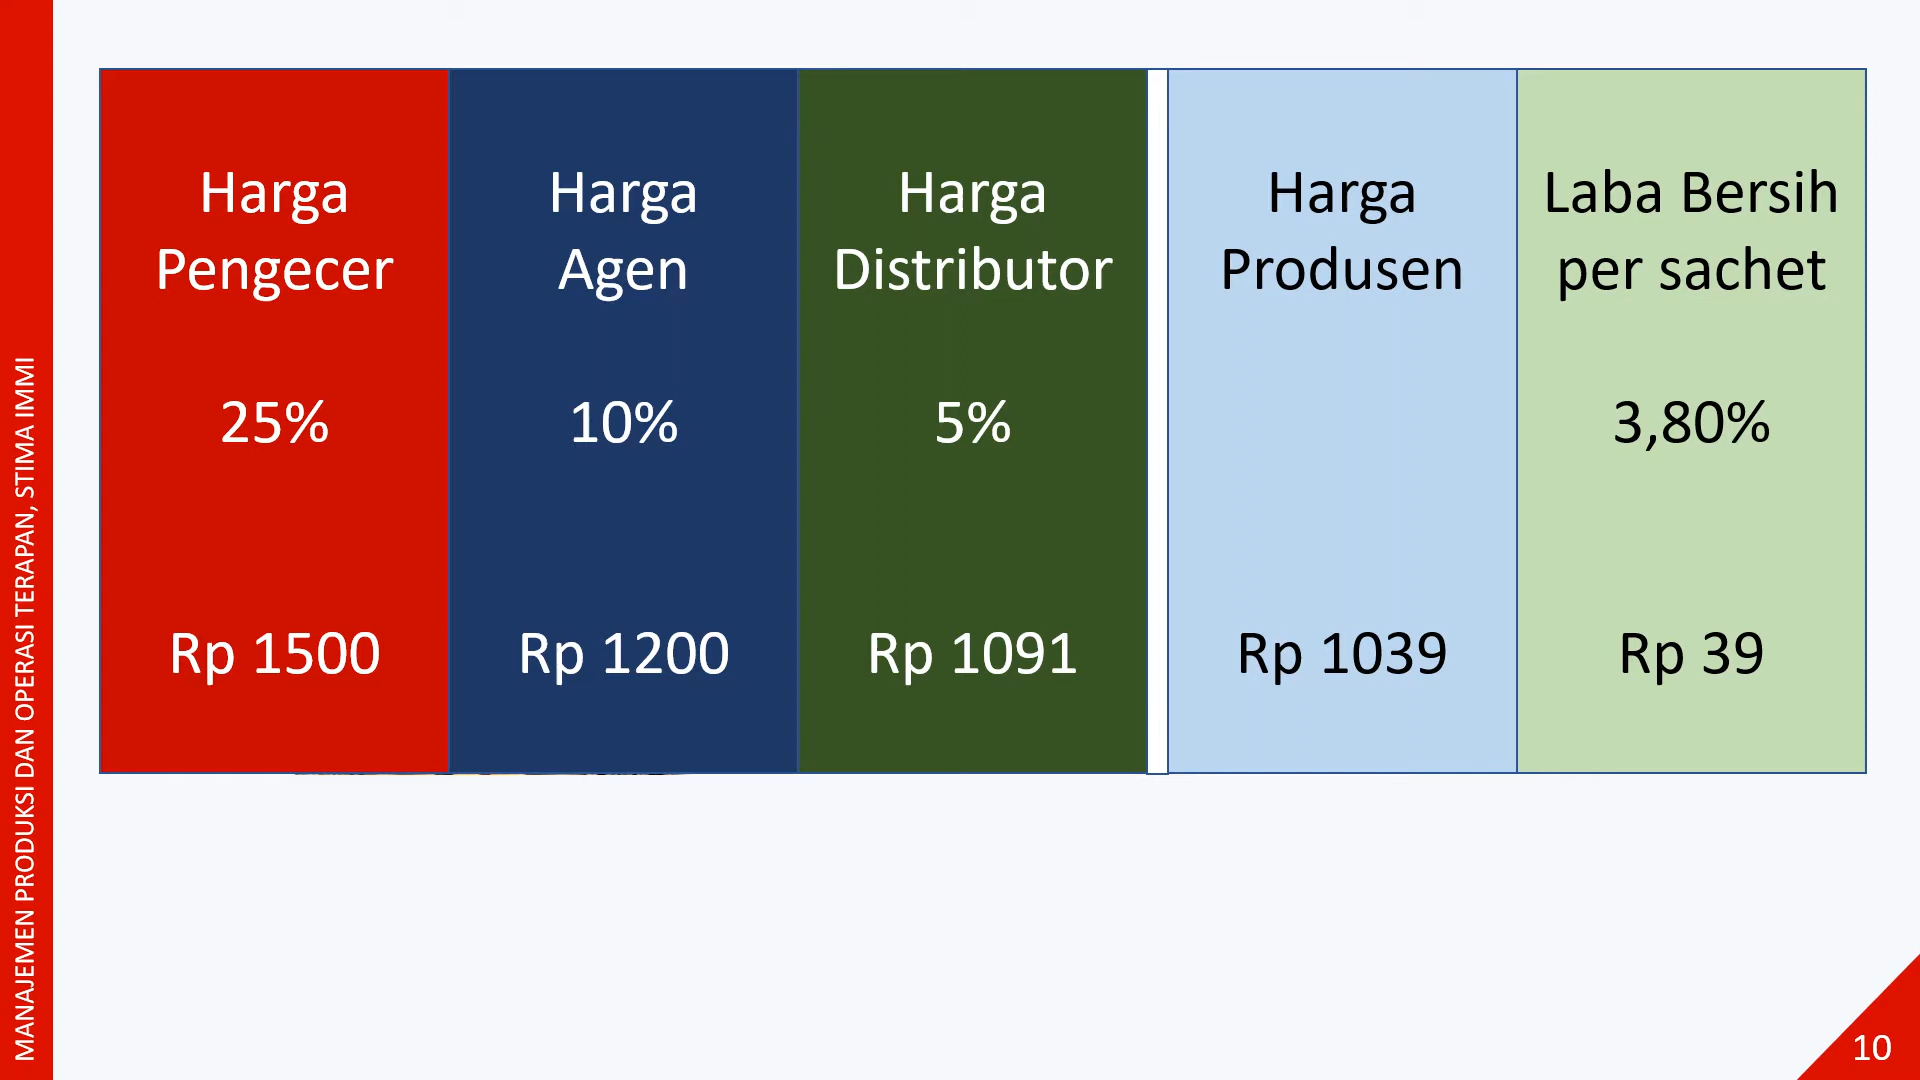 MANAJEMEN PRODUKSI DAN OPERASI TERAPAN, STIMA IMMI
Harga
Pengecer
25%
Rp 1500
Harga
Agen
10%
Rp 1200
Harga
Distributor
5%
Rp 1091
Harga
Produsen
Rp 1039
Laba Bersih
per sachet
3,80%
Rp 39
10